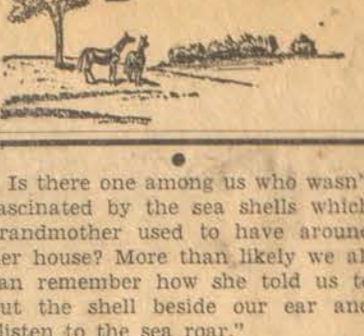 Is there one among us who wasn'
ascinated by the sea shells which
randmother used to have around
er house? More than likely we al
an remember how she told us t
ut the shell beside our ear an
listen to the sea roar."